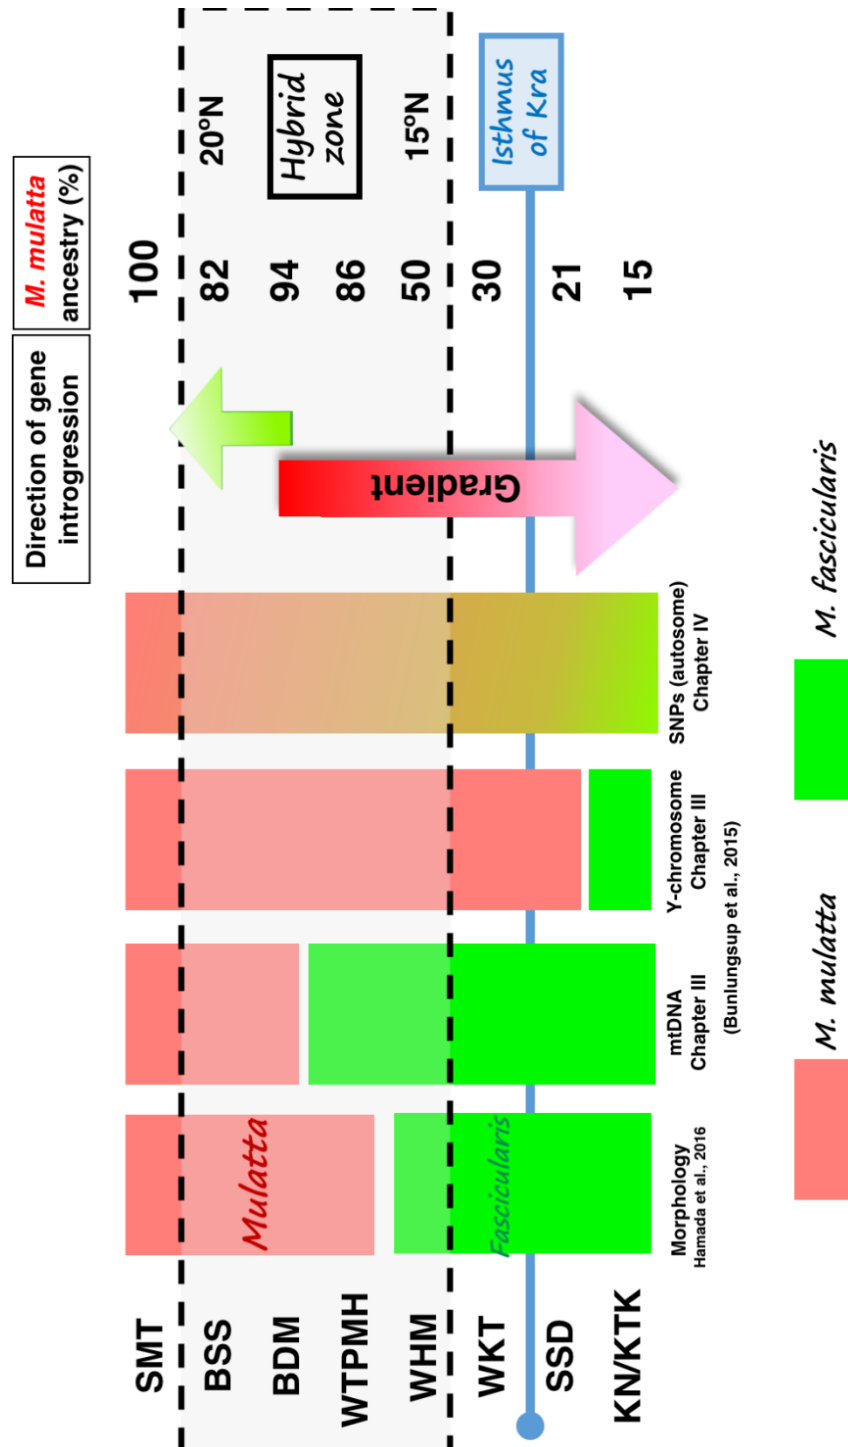 Direction of gene
introgression
M. mulatta
ancestry (%)
SMT
100
BSS
82
20°N
BDM
Mulatta
94
Hybrid
zone
WTPMH
86
WHM
50
15°N
Gradient
WKT
Fascicularis
30
Isthmus
of Kra
SSD
21
KN/KTK
15
Morphology
Hamada et al., 2016
mtDNA
Chapter III
Y-chromosome
Chapter III
(Bunlungsup et al., 2015)
SNPs (autosome)
Chapter IV
M. mulatta
M. fascicularis